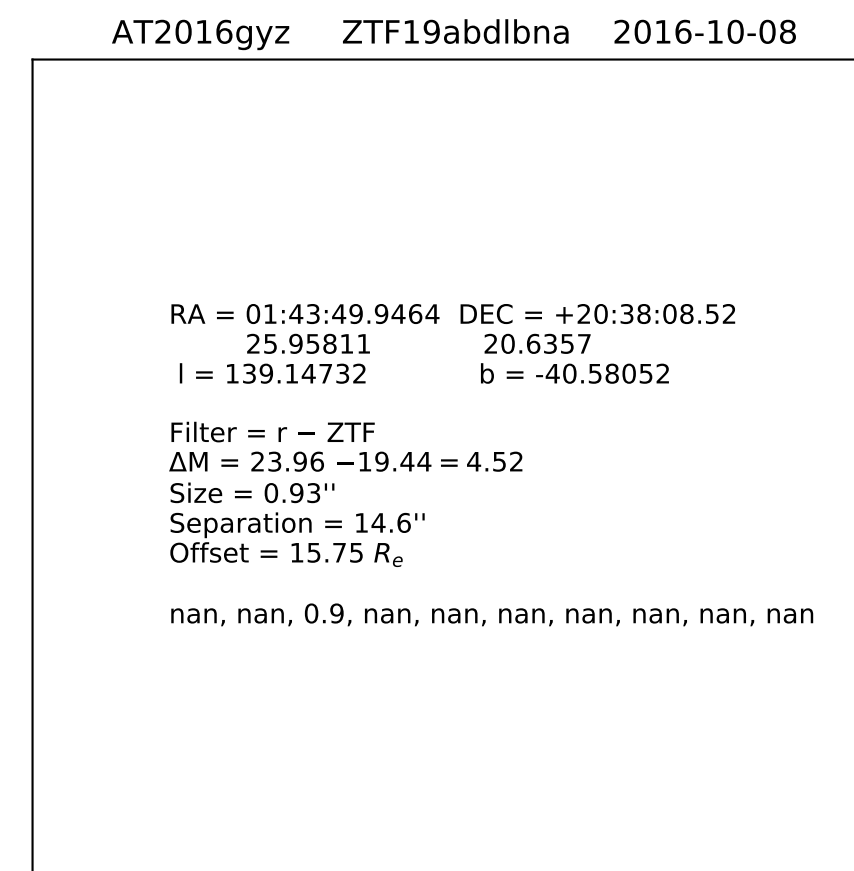 AT2016gyz ZTF19abdlbna 2016-10-08
RA = 01:43:49.9464 DEC = +20:38:08.52
25.95811 20.6357
l = 139.14732 b = -40.58052
Filter = r − ZTF
ΔM = 23.96 −19.44 = 4.52
Size = 0.93''
Separation = 14.6''
Offset = 15.75 Rₑ
nan, nan, 0.9, nan, nan, nan, nan, nan, nan, nan